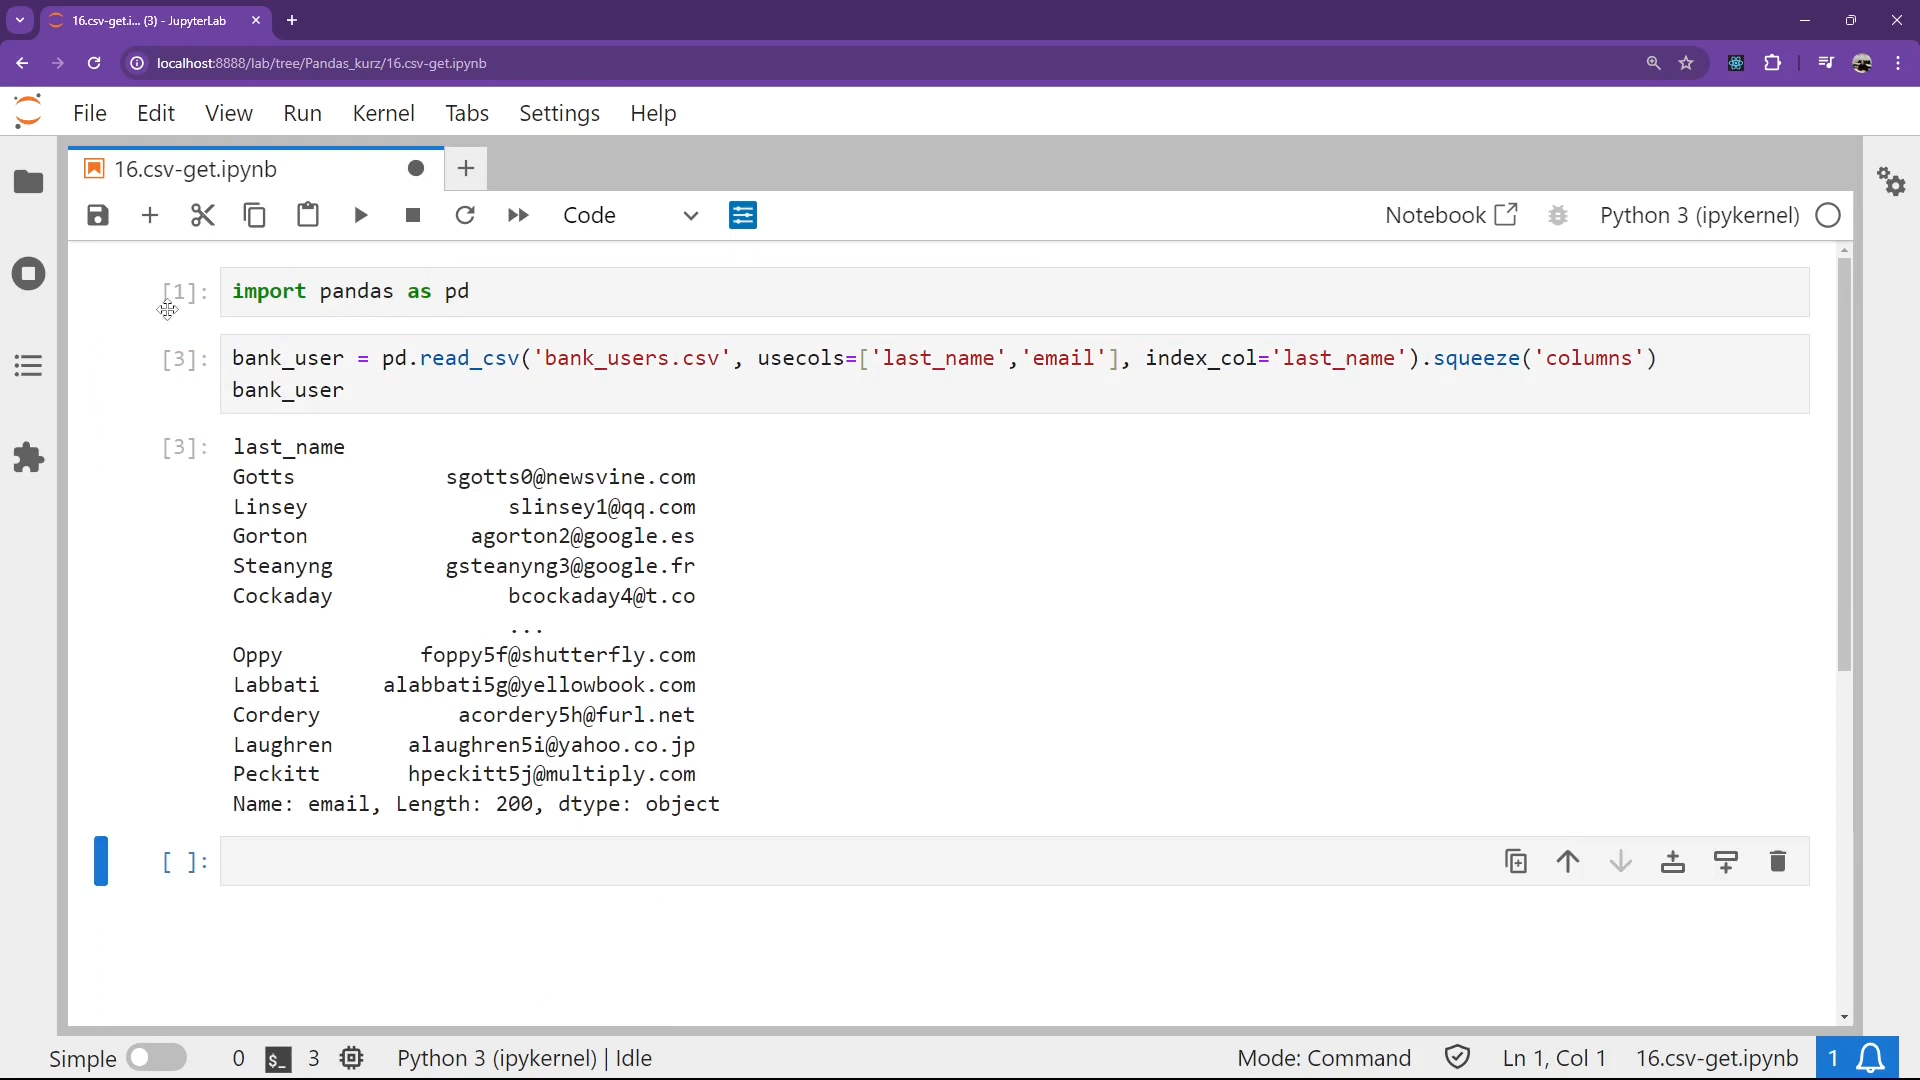 16.csv-get.i... (3) - JupyterLab
localhost:8888/lab/tree/Pandas_kurz/16.csv-get.ipynb
File Edit View Run Kernel Tabs Settings Help
16.csv-get.ipynb
Code
Notebook
Python 3 (ipykernel)
[1]: import pandas as pd
[3]: bank_user = pd.read_csv('bank_users.csv', usecols=['last_name','email'], index_col='last_name').squeeze('columns')
bank_user
[3]: last_name
Gotts sgotts0@newsvine.com
Linsey slinsey1@qq.com
Gorton agorton2@google.es
Steanyng gsteanyng3@google.fr
Cockaday bcockaday4@t.co
...
Oppy foppy5f@shutterfly.com
Labbati alabbati5g@yellowbook.com
Cordery acordery5h@furl.net
Laughren alaughren5i@yahoo.co.jp
Peckitt hpeckitt5j@multiply.com
Name: email, Length: 200, dtype: object
[ ]:
Simple 0 $_ 3 Python 3 (ipykernel) | Idle Mode: Command Ln 1, Col 1 16.csv-get.ipynb 1